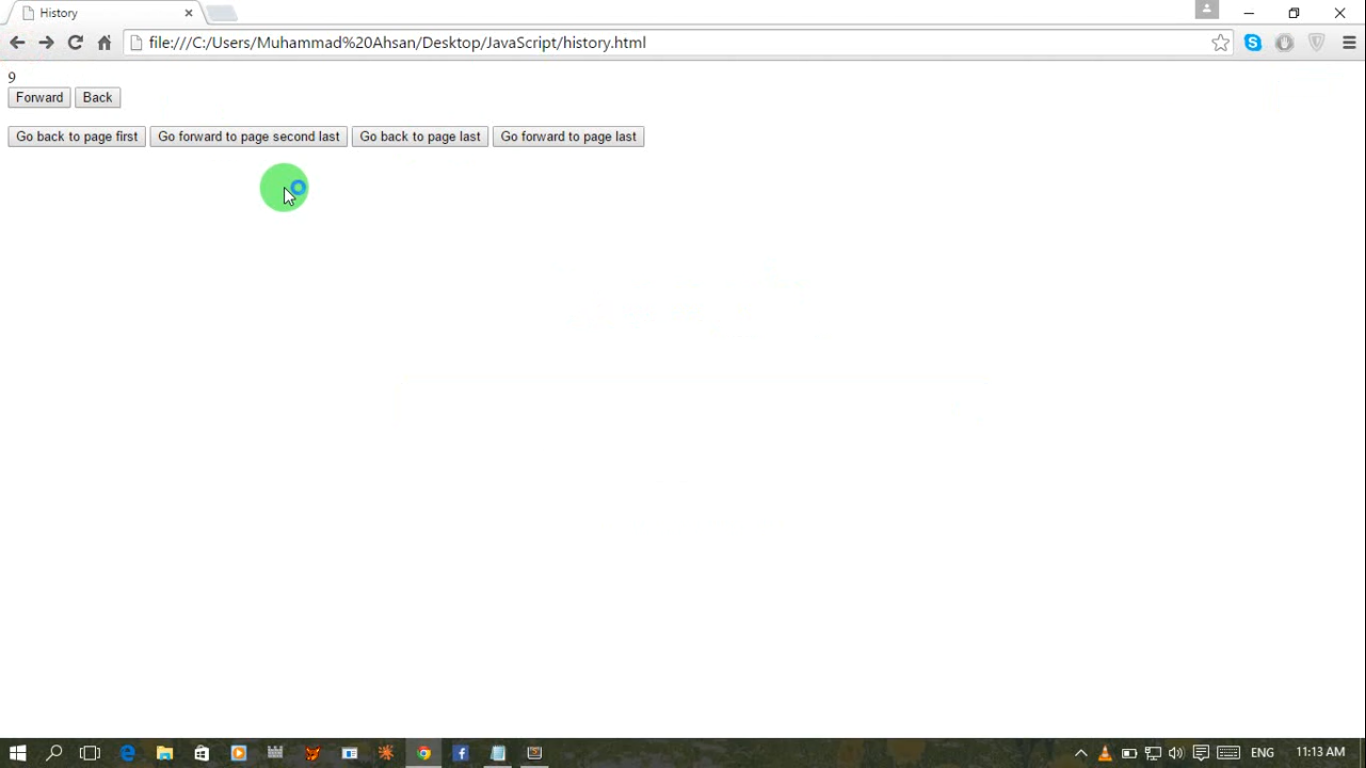 History
file:///C:/Users/Muhammad%20Ahsan/Desktop/JavaScript/history.html
9
Forward Back
Go back to page first Go forward to page second last Go back to page last Go forward to page last
ENG 11:13 AM